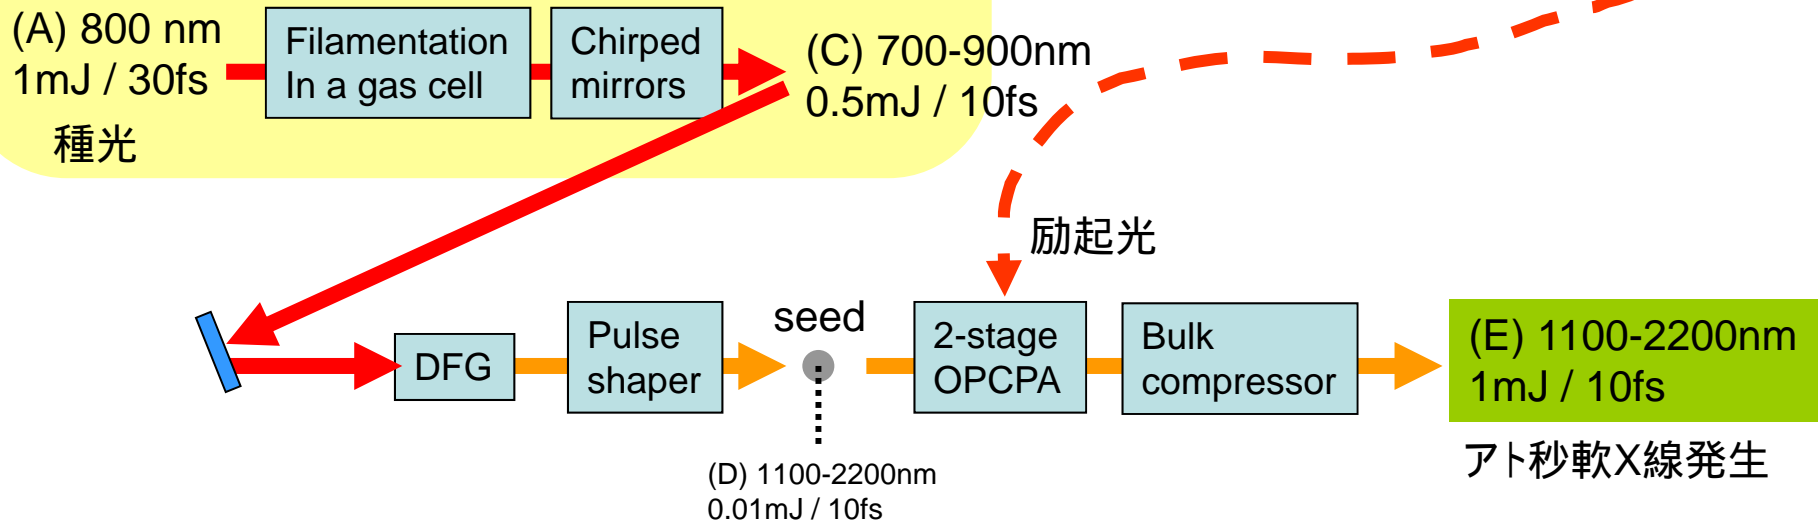 (A) 800 nm
1mJ / 30fs
種光
Filamentation
In a gas cell
Chirped
mirrors
(C) 700-900nm
0.5mJ / 10fs
励起光
DFG
Pulse
shaper
seed
(D) 1100-2200nm
0.01mJ / 10fs
2-stage
OPCPA
Bulk
compressor
(E) 1100-2200nm
1mJ / 10fs
アト秒軟X線発生